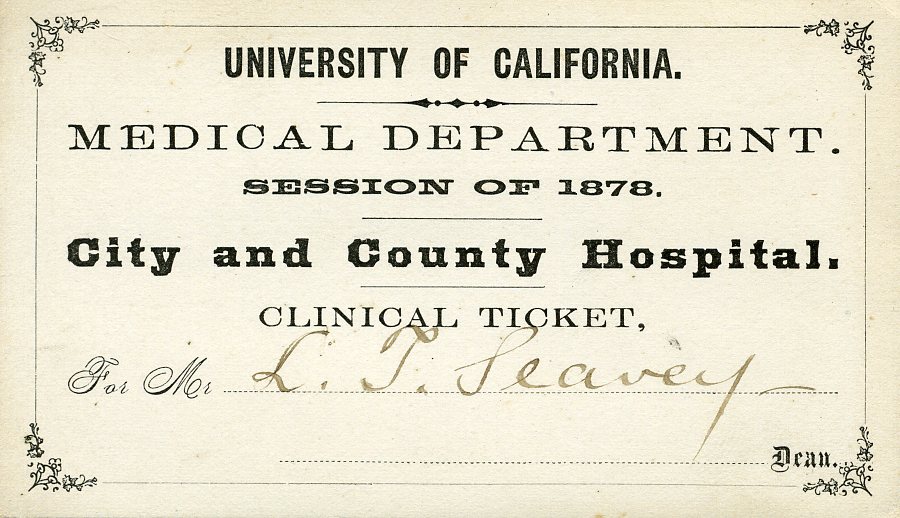 UNIVERSITY OF CALIFORNIA.
MEDICAL DEPARTMENT.
SESSION OF 1878.
City and County Hospital.
CLINICAL TICKET,
For Mr L. T. Seavey
Dean.